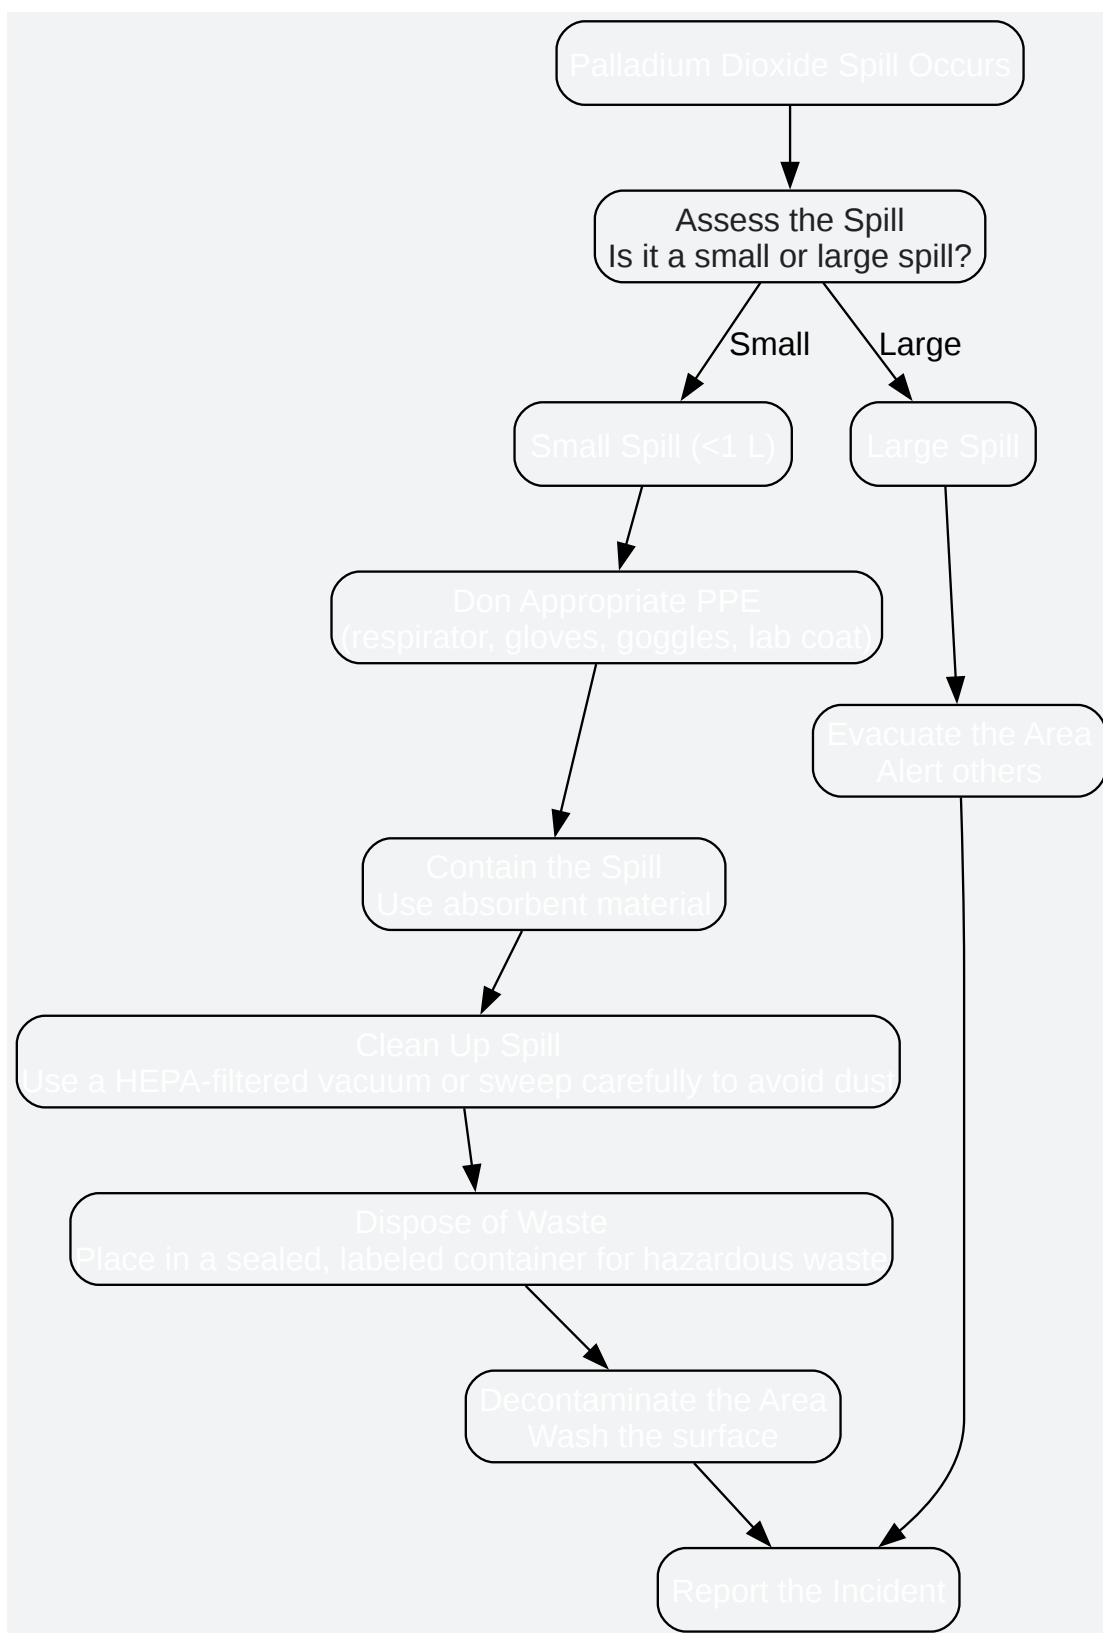 Palladium Dioxide Spill Occurs
Assess the Spill
Is it a small or large spill?
Small
Large
Small Spill (<1 L)
Large Spill
Don Appropriate PPE
(respirator, gloves, goggles, lab coat)
Evacuate the Area
Alert others
Contain the Spill
Use absorbent material
Clean Up Spill
Use a HEPA-filtered vacuum or sweep carefully to avoid dust
Dispose of Waste
Place in a sealed, labeled container for hazardous waste
Decontaminate the Area
Wash the surface
Report the Incident